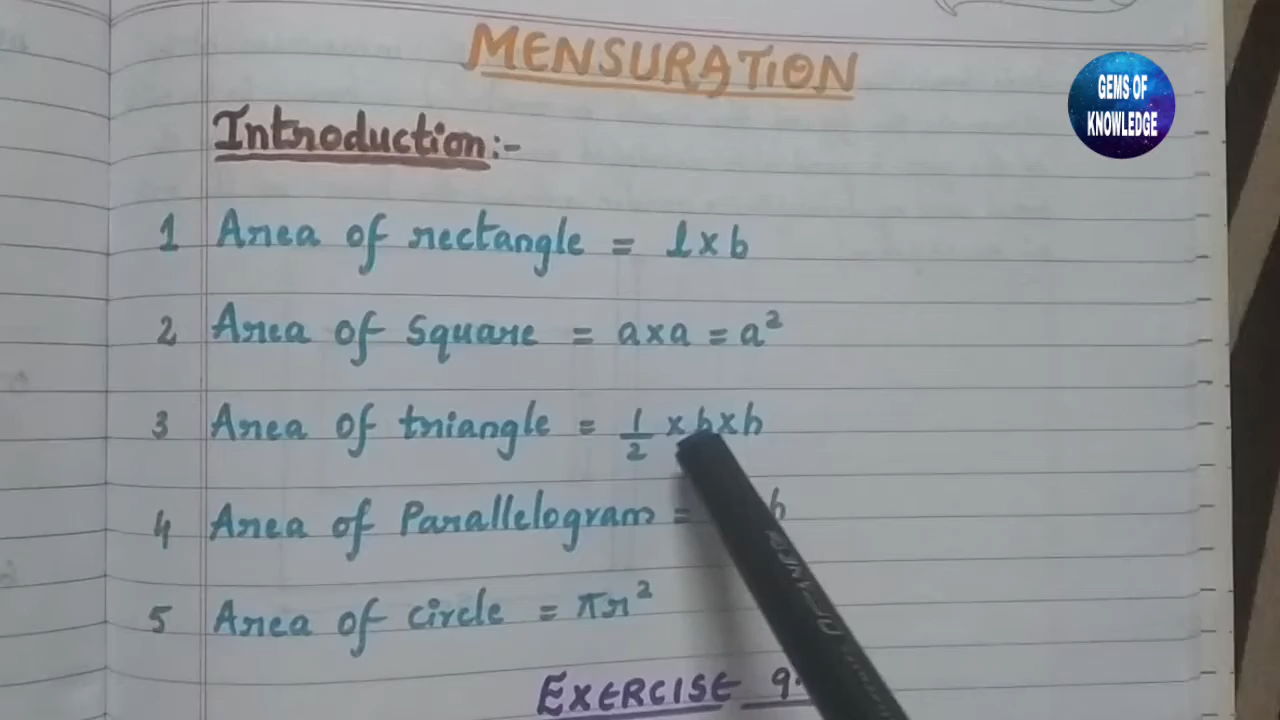 MENSURATION
GEMS OF
KNOWLEDGE
Introduction:-
1 Area of rectangle = l×b
2 Area of Square = a×a = a²
3 Area of triangle = 1/2 ×b×h
4 Area of Parallelogram = h
5 Area of circle = πr²
EXERCISE 9.